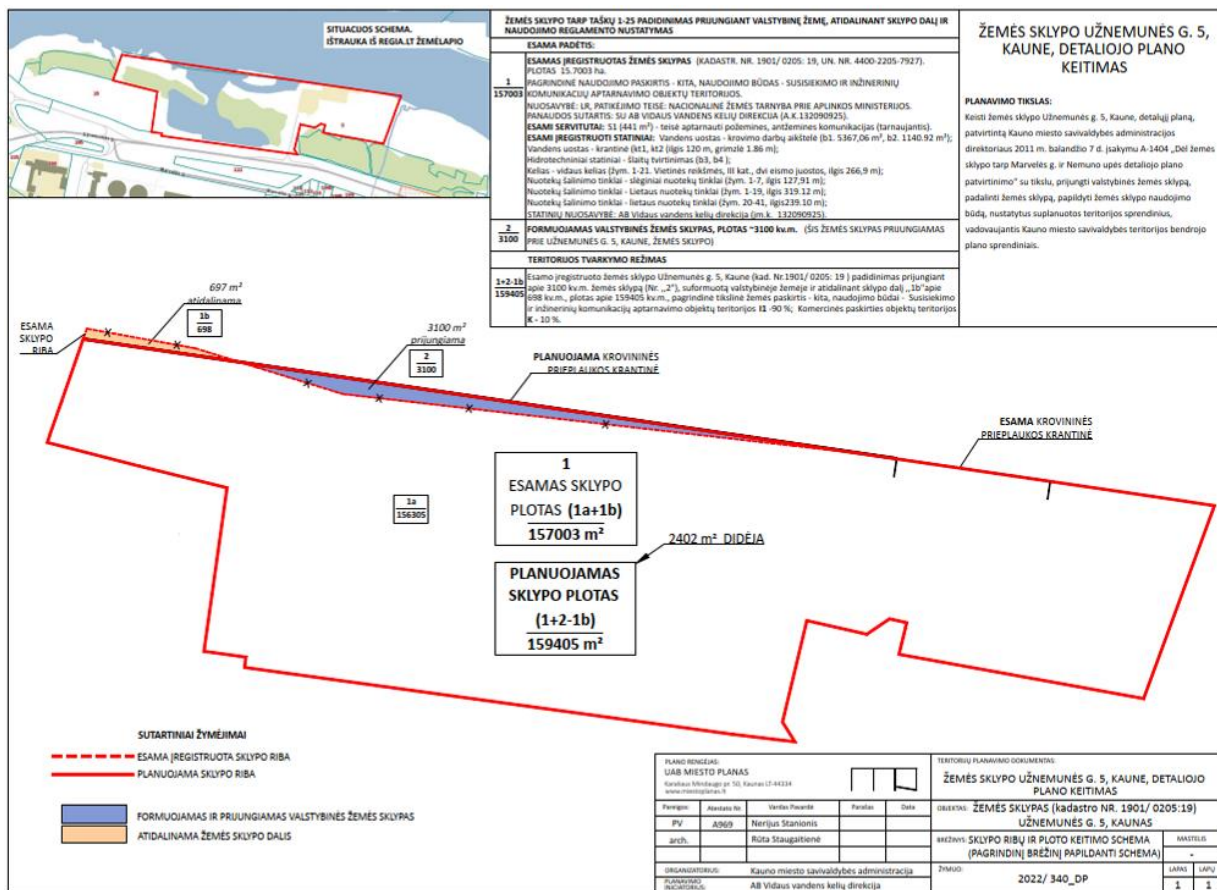 SITUACIJOS SCHEMA.
IŠTRAUKA IŠ REGIA.LT ŽEMĖLAPIO
ŽEMĖS SKLYPO TARP TAŠKŲ 1-25 PADIDINIMAS PRIJUNGIANT VALSTYBINĘ ŽEMĘ, ATIDALINANT SKLYPO DALĮ IR
NAUDOJIMO REGLAMENTO NUSTATYMAS
ESAMA PADĖTIS:
1
157003
ESAMAS ĮREGISTRUOTAS ŽEMĖS SKLYPAS (KADASTR. NR. 1901/ 0205: 19, UN. NR. 4400-2205-7927).
PLOTAS 15.7003 ha.
PAGRINDINĖ NAUDOJIMO PASKIRTIS - KITA, NAUDOJIMO BŪDAS - SUSISIEKIMO IR INŽINERINIŲ
KOMUNIKACIJŲ APTARNAVIMO OBJEKTŲ TERITORIJOS.
NUOSAVYBĖ: LR, PATIKĖJIMO TEISĖ: NACIONALINĖ ŽEMĖS TARNYBA PRIE APLINKOS MINISTERIJOS.
PANAUDOS SUTARTIS: SU AB VIDAUS VANDENS KELIŲ DIREKCIJA (A.K.132090925).
ESAMI SERVITUTAI: S1 (441 m²) - teisė aptarnauti požemines, antžemines komunikacijas (tarnaujantis).
ESAMI ĮREGISTRUOTI STATINIAI: Vandens uostas - krovimo darbų aikštelė (b1. 5367,06 m², b2. 1140.92 m²);
Vandens uostas - krantinė (kt1, kt2 (ilgis 120 m, grimzlė 1.86 m);
Hidrotechniniai statiniai - šlaitų tvirtinimas (b3, b4 );
Kelias - vidaus kelias (žym. 1-21. Vietinės reikšmės, III kat., dvi eismo juostos, ilgis 266,9 m);
Nuotekų šalinimo tinklai - slėginiai nuotekų tinklai (žym. 1-7, ilgis 127,91 m);
Nuotekų šalinimo tinklai - Lietaus nuotekų tinklai (žym. 1-19, ilgis 319.12 m);
Nuotekų šalinimo tinklai - lietaus nuotekų tinklai (žym. 20-41, ilgis239.10 m);
STATINIŲ NUOSAVYBĖ: AB Vidaus vandens kelių direkcija (įm.k. 132090925).
2
3100
FORMUOJAMAS VALSTYBINĖS ŽEMĖS SKLYPAS, PLOTAS ~3100 kv.m. (ŠIS ŽEMĖS SKLYPAS PRIJUNGIAMAS
PRIE UŽNEMUNĖS G. 5, KAUNE, ŽEMĖS SKLYPO)
TERITORIJOS TVARKYMO REŽIMAS
1+2-1b
159405
Esamo įregistruoto žemės sklypo Užnemunės g. 5, Kaune (kad. Nr.1901/ 0205: 19 ) padidinimas prijungiant
apie 3100 kv.m. žemės sklypą (Nr. „2“), suformuotą valstybinėje žemėje ir atidalinant sklypo dalį „1b“apie
698 kv.m., plotas apie 159405 kv.m., pagrindinė tikslinė žemės paskirtis - kita, naudojimo būdai - Susisiekimo
ir inžinerinių komunikacijų aptarnavimo objektų teritorijos I1 -90 %; Komercinės paskirties objektų teritorijos
K - 10 %.
ŽEMĖS SKLYPO UŽNEMUNĖS G. 5,
KAUNE, DETALIOJO PLANO
KEITIMAS
PLANAVIMO TIKSLAS:
Keisti žemės sklypo Užnemunės g. 5, Kaune, detalųjį planą,
patvirtintą Kauno miesto savivaldybės administracijos
direktoriaus 2011 m. balandžio 7 d. įsakymu A-1404 „Dėl žemės
sklypo tarp Marvelės g. ir Nemuno upės detaliojo plano
patvirtinimo“ su tikslu, prijungti valstybinės žemės sklypą,
padalinti žemės sklypą, papildyti žemės sklypo naudojimo
būdą, nustatytus suplanuotos teritorijos sprendinius,
vadovaujantis Kauno miesto savivaldybės teritorijos bendrojo
plano sprendiniais.
697 m²
atidalinama
1b
698
ESAMA
SKLYPO
RIBA
3100 m²
prijungiama
2
3100
PLANUOJAMA KROVININĖS
PRIEPLAUKOS KRANTINĖ
ESAMA KROVININĖS
PRIEPLAUKOS KRANTINĖ
1a
156305
1
ESAMAS SKLYPO
PLOTAS (1a+1b)
157003 m²
2402 m² DIDĖJA
PLANUOJAMAS
SKLYPO PLOTAS
(1+2-1b)
159405 m²
SUTARTINIAI ŽYMĖJIMAI
ESAMA ĮREGISTRUOTA SKLYPO RIBA
PLANUOJAMA SKLYPO RIBA
FORMUOJAMAS IR PRIJUNGIAMAS VALSTYBINĖS ŽEMĖS SKLYPAS
ATIDALINAMA ŽEMĖS SKLYPO DALIS
PLANO RENGĖJAS:
UAB MIESTO PLANAS
Karaliaus Mindaugo pr. 50, Kaunas LT-44334
www.miestoplanas.lt
Pareigos: Atestato Nr. Vardas Pavardė Parašas Data
PV A969 Nerijus Stanionis
arch. Rūta Staugaitienė
ORGANIZATORIUS: Kauno miesto savivaldybės administracija
PLANAVIMO
INICIATORIUS: AB Vidaus vandens kelių direkcija
TERITORIJŲ PLANAVIMO DOKUMENTAS:
ŽEMĖS SKLYPO UŽNEMUNĖS G. 5, KAUNE, DETALIOJO
PLANO KEITIMAS
OBJEKTAS: ŽEMĖS SKLYPAS (kadastro NR. 1901/ 0205:19)
UŽNEMUNĖS G. 5, KAUNAS
BRĖŽINYS: SKLYPO RIBŲ IR PLOTO KEITIMO SCHEMA
(PAGRINDINĮ BRĖŽINĮ PAPILDANTI SCHEMA)
MASTELIS
-
ŽYMUO: 2022/ 340_DP
LAPAS LAPŲ
1 1